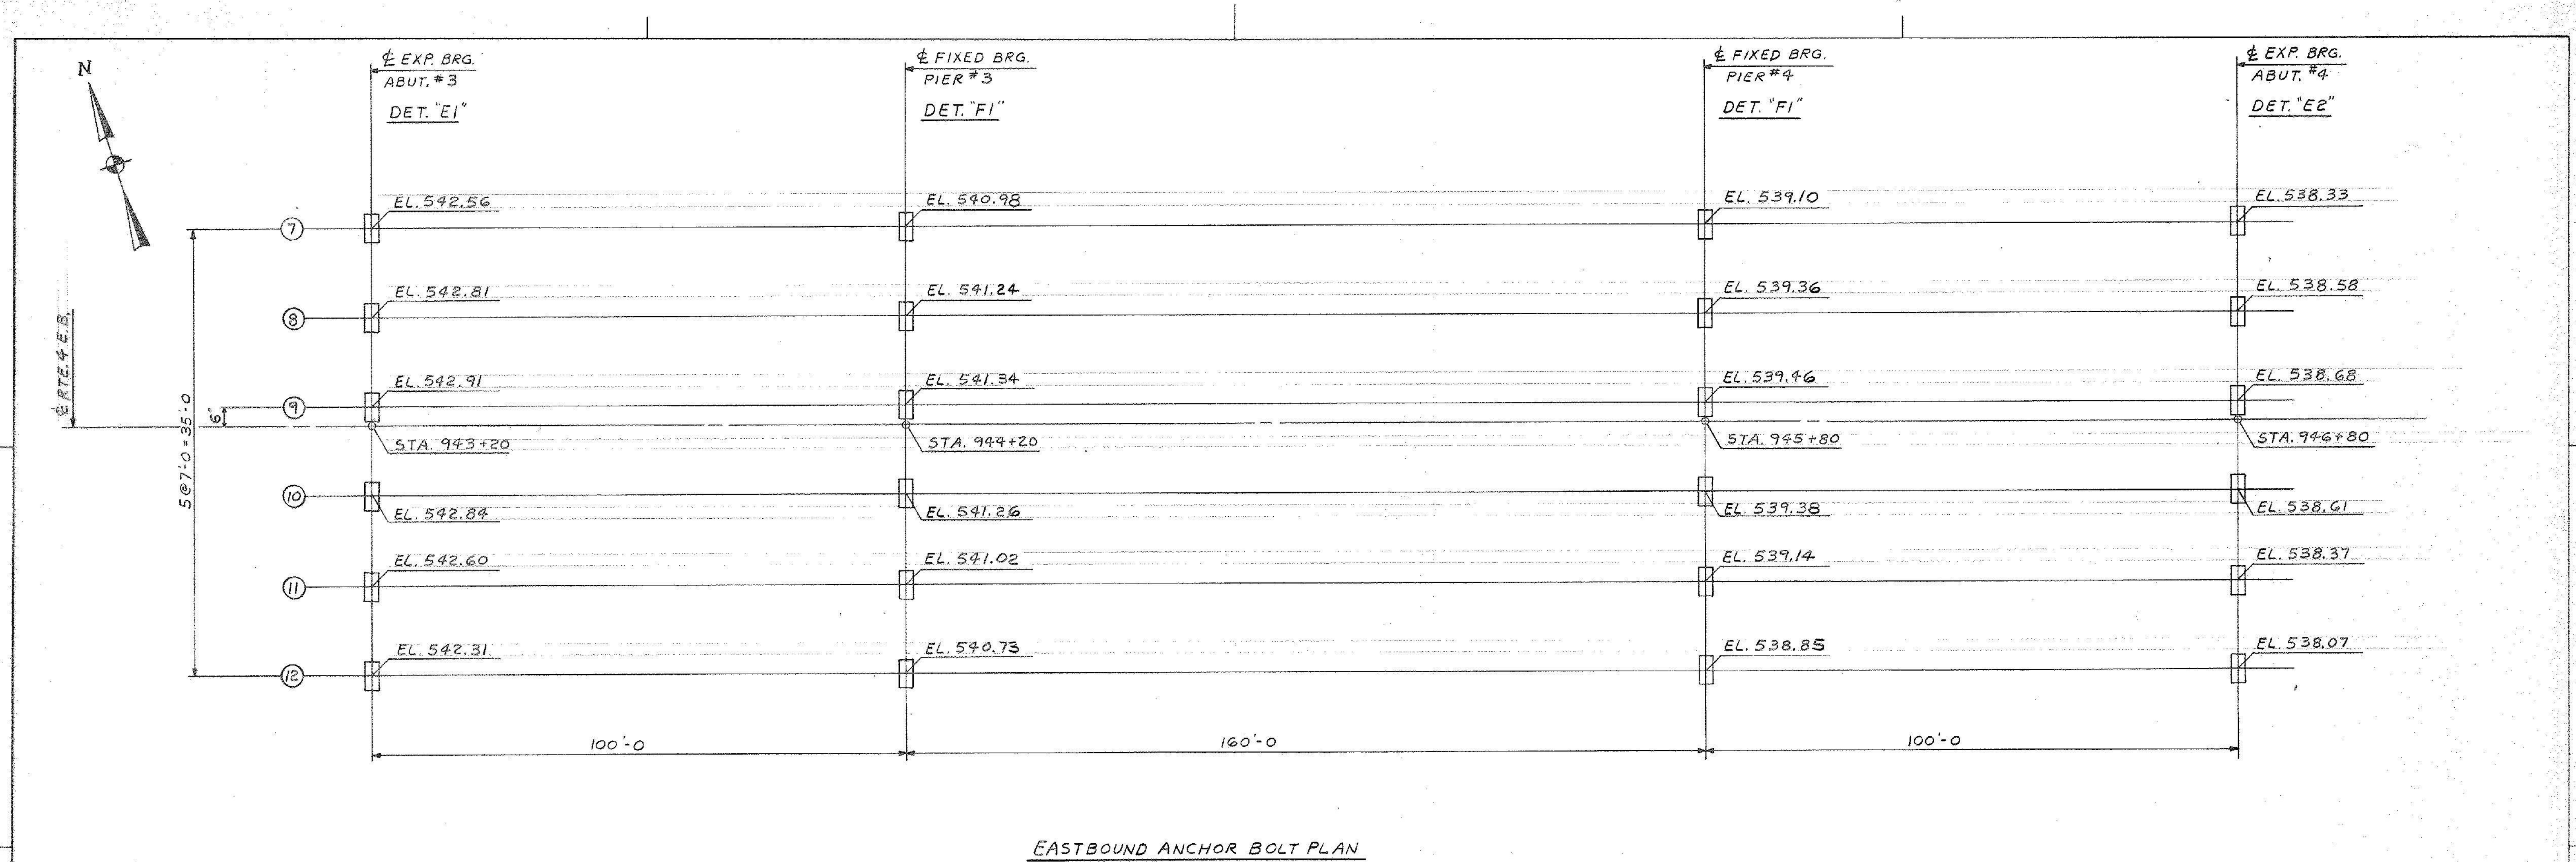 N
℄ EXP. BRG.
ABUT. #3
DET. "E1"
℄ FIXED BRG.
PIER #3
DET. "F1"
℄ FIXED BRG.
PIER #4
DET. "F1"
℄ EXP. BRG.
ABUT. #4
DET. "E2"
7
EL. 542.56
EL. 540.98
EL. 539.10
EL. 538.33
8
EL. 542.81
EL. 541.24
EL. 539.36
EL. 538.58
9
EL. 542.91
EL. 541.34
EL. 539.46
EL. 538.68
℄ RTE. 4 E.B.
5@7'-0 = 35'-0
6"
STA. 943+20
STA. 944+20
STA. 945+80
STA. 946+80
10
EL. 542.84
EL. 541.26
EL. 539.38
EL. 538.61
11
EL. 542.60
EL. 541.02
EL. 539.14
EL. 538.37
12
EL. 542.31
EL. 540.73
EL. 538.85
EL. 538.07
100'-0
160'-0
100'-0
EASTBOUND ANCHOR BOLT PLAN